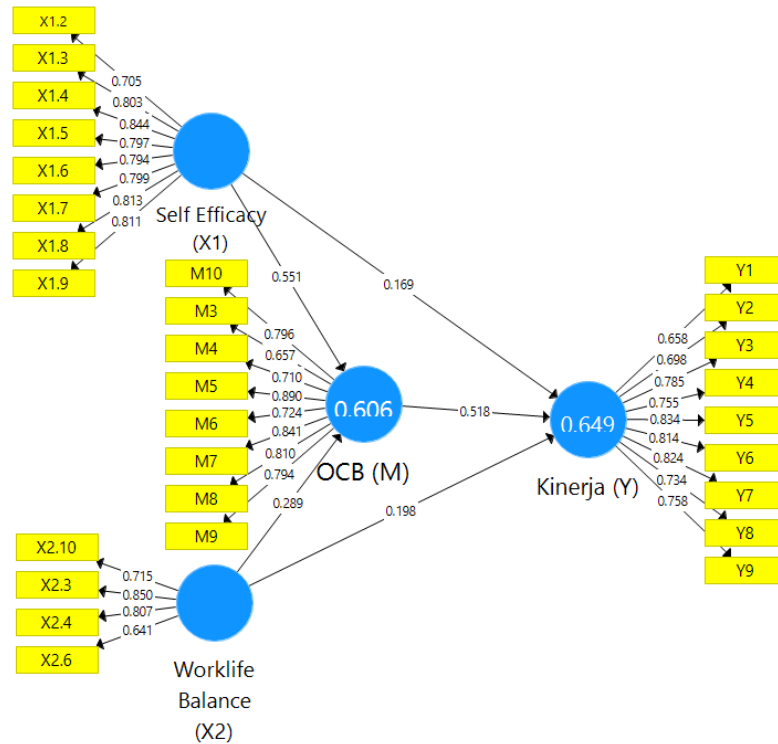 X1.2
X1.3
X1.4
X1.5
X1.6
X1.7
X1.8
X1.9
0.705
0.803
0.844
0.797
0.794
0.799
0.813
0.811
Self Efficacy
(X1)
0.551
0.169
M10
M3
M4
M5
M6
M7
M8
M9
0.796
0.657
0.710
0.890
0.724
0.841
0.810
0.794
0.606
OCB (M)
0.518
0.289
0.198
Y1
Y2
Y3
Y4
Y5
Y6
Y7
Y8
Y9
0.658
0.698
0.785
0.755
0.834
0.814
0.824
0.734
0.758
0.649
Kinerja (Y)
X2.10
X2.3
X2.4
X2.6
0.715
0.850
0.807
0.641
Worklife
Balance
(X2)